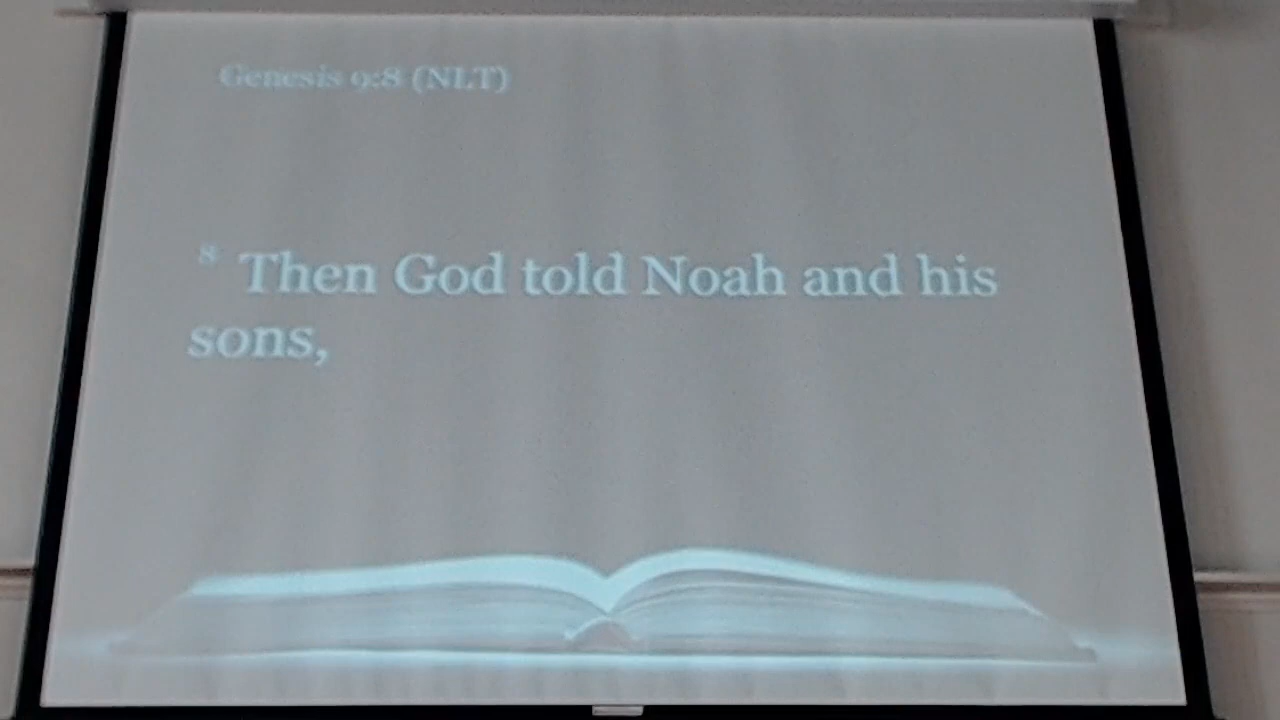 Genesis 9:8 (NLT)
8 Then God told Noah and his
sons,